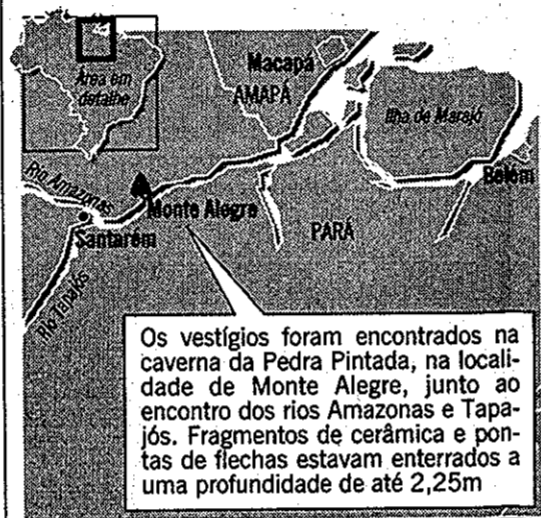 Área em
detalhe
Macapá
AMAPÁ
Ilha de Marajó
Belém
Rio Amazonas
Monte Alegre
Santarém
PARÁ
Rio Tapajós
Os vestígios foram encontrados na
caverna da Pedra Pintada, na locali-
dade de Monte Alegre, junto ao
encontro dos rios Amazonas e Tapa-
jós. Fragmentos de cerâmica e pon-
tas de flechas estavam enterrados a
uma profundidade de até 2,25m